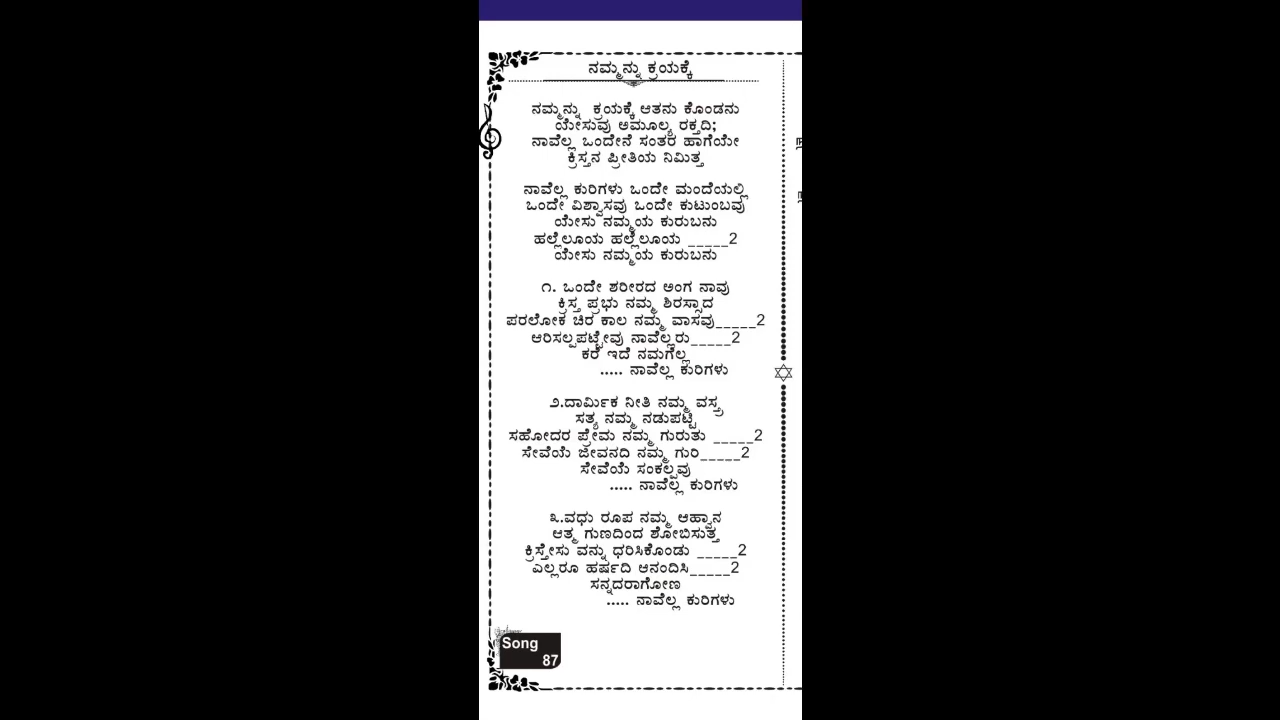 ನಮ್ಮನ್ನು ಕ್ರಯಕ್ಕೆ
ನಮ್ಮನ್ನು ಕ್ರಯಕ್ಕೆ ಆತನು ಕೊಂಡನು
ಯೇಸುವು ಅಮೂಲ್ಯ ರಕ್ತದಿ;
ನಾವೆಲ್ಲ ಒಂದೇನೆ ಸಂತರ ಹಾಗೆಯೇ
ಕ್ರಿಸ್ತನ ಪ್ರೀತಿಯ ನಿಮಿತ್ತ
ನಾವೆಲ್ಲ ಕುರಿಗಳು ಒಂದೇ ಮಂದೆಯಲ್ಲಿ
ಒಂದೇ ವಿಶ್ವಾಸವು ಒಂದೇ ಕುಟುಂಬವು
ಯೇಸು ನಮ್ಮಯ ಕುರುಬನು
ಹಲ್ಲೆಲೂಯ ಹಲ್ಲೆಲೂಯ _____2
ಯೇಸು ನಮ್ಮಯ ಕುರುಬನು
೧. ಒಂದೇ ಶರೀರದ ಅಂಗ ನಾವು
ಕ್ರಿಸ್ತ ಪ್ರಭು ನಮ್ಮ ಶಿರಸ್ಸಾದ
ಪರಲೋಕ ಚಿರ ಕಾಲ ನಮ್ಮ ವಾಸವು_____2
ಆರಿಸಲ್ಪಪಟ್ಟೇವು ನಾವೆಲ್ಲರು_____2
ಕರೆ ಇದೆ ನಮಗೆಲ್ಲ
..... ನಾವೆಲ್ಲ ಕುರಿಗಳು
೨.ದಾರ್ಮಿಕ ನೀತಿ ನಮ್ಮ ವಸ್ತ್ರ
ಸತ್ಯ ನಮ್ಮ ನಡುಪಟ್ಟಿ
ಸಹೋದರ ಪ್ರೇಮ ನಮ್ಮ ಗುರುತು _____2
ಸೇವೆಯೆ ಜೀವನದಿ ನಮ್ಮ ಗುರಿ_____2
ಸೇವೆಯೆ ಸಂಕಲ್ಪವು
..... ನಾವೆಲ್ಲ ಕುರಿಗಳು
೩.ವಧು ರೂಪ ನಮ್ಮ ಆಹ್ವಾನ
ಆತ್ಮ ಗುಣದಿಂದ ಶೋಬಿಸುತ್ತ
ಕ್ರಿಸ್ತೇಸು ವನ್ನು ಧರಿಸಿಕೊಂಡು _____2
ಎಲ್ಲರೂ ಹರ್ಷದಿ ಆನಂದಿಸಿ_____2
ಸನ್ನದರಾಗೋಣ
..... ನಾವೆಲ್ಲ ಕುರಿಗಳು
Song
87